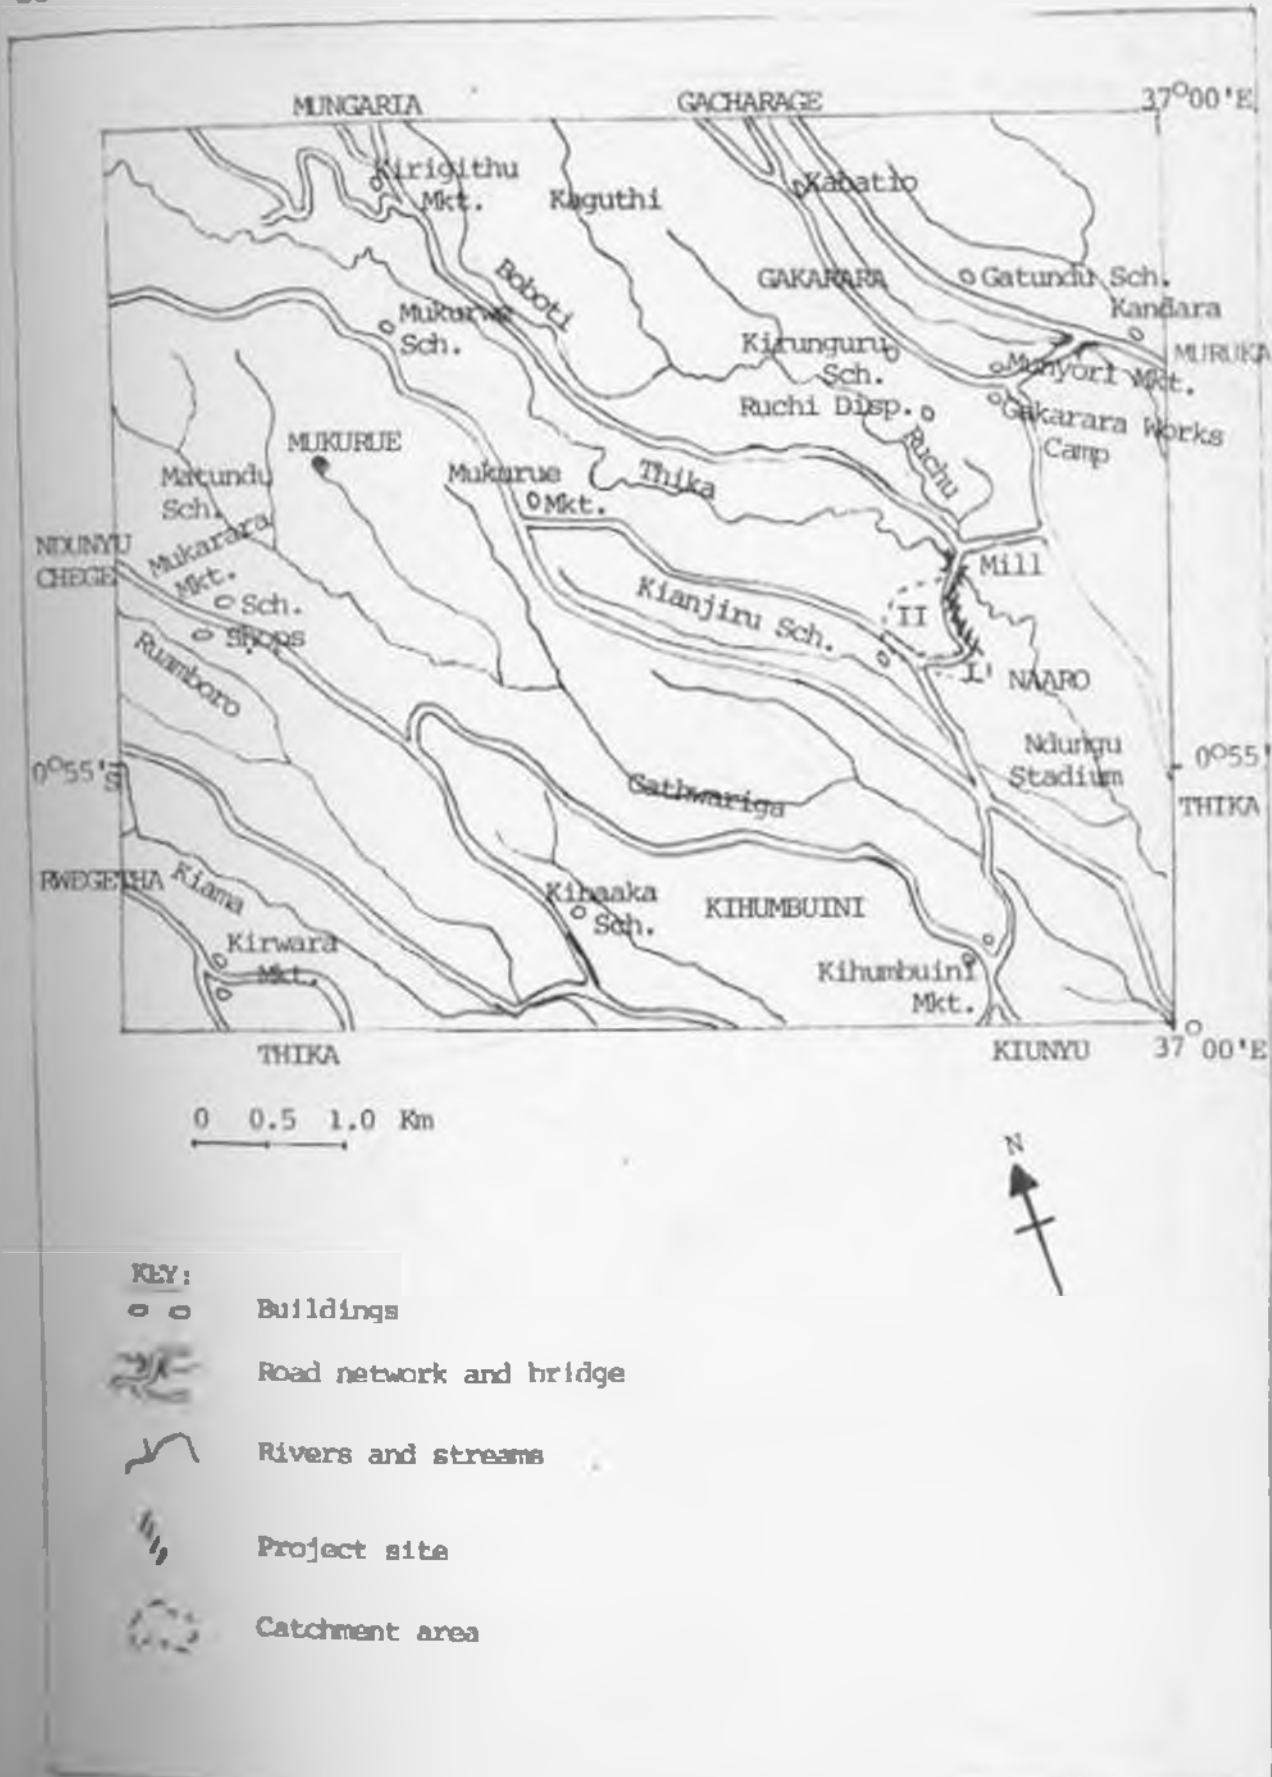 MUNGARIA
GACHARAGE
37°00'E
Kirigithu
Mkt.
Kaguthi
Kabatio
Boboti
GAKARARA
Gatundu Sch.
Kandara
Mukurwe
Sch.
Kirunguru
Sch.
MURUKA
Munyori Mkt.
Ruchi Disp.
Gakarara Works
Camp
Ruchu
MUKURUE
Matundu
Sch.
Mukurue
Mkt.
Thika
NDUNYU
CHEGE
Mukarara
Mkt.
Sch.
Shops
Mill
Kianjiru Sch.
II
I
NAARO
Ruamboro
Ndungu
Stadium
0°55'S
0°55'
THIKA
Gathwariga
RWEGETHA
Kiama
Kibaaka
Sch.
KIHUMBUINI
Kirwara
Mkt.
Kihumbuini
Mkt.
THIKA
KIUNYU
37°00'E
0 0.5 1.0 Km
N
KEY:
Buildings
Road network and bridge
Rivers and streams
Project site
Catchment area